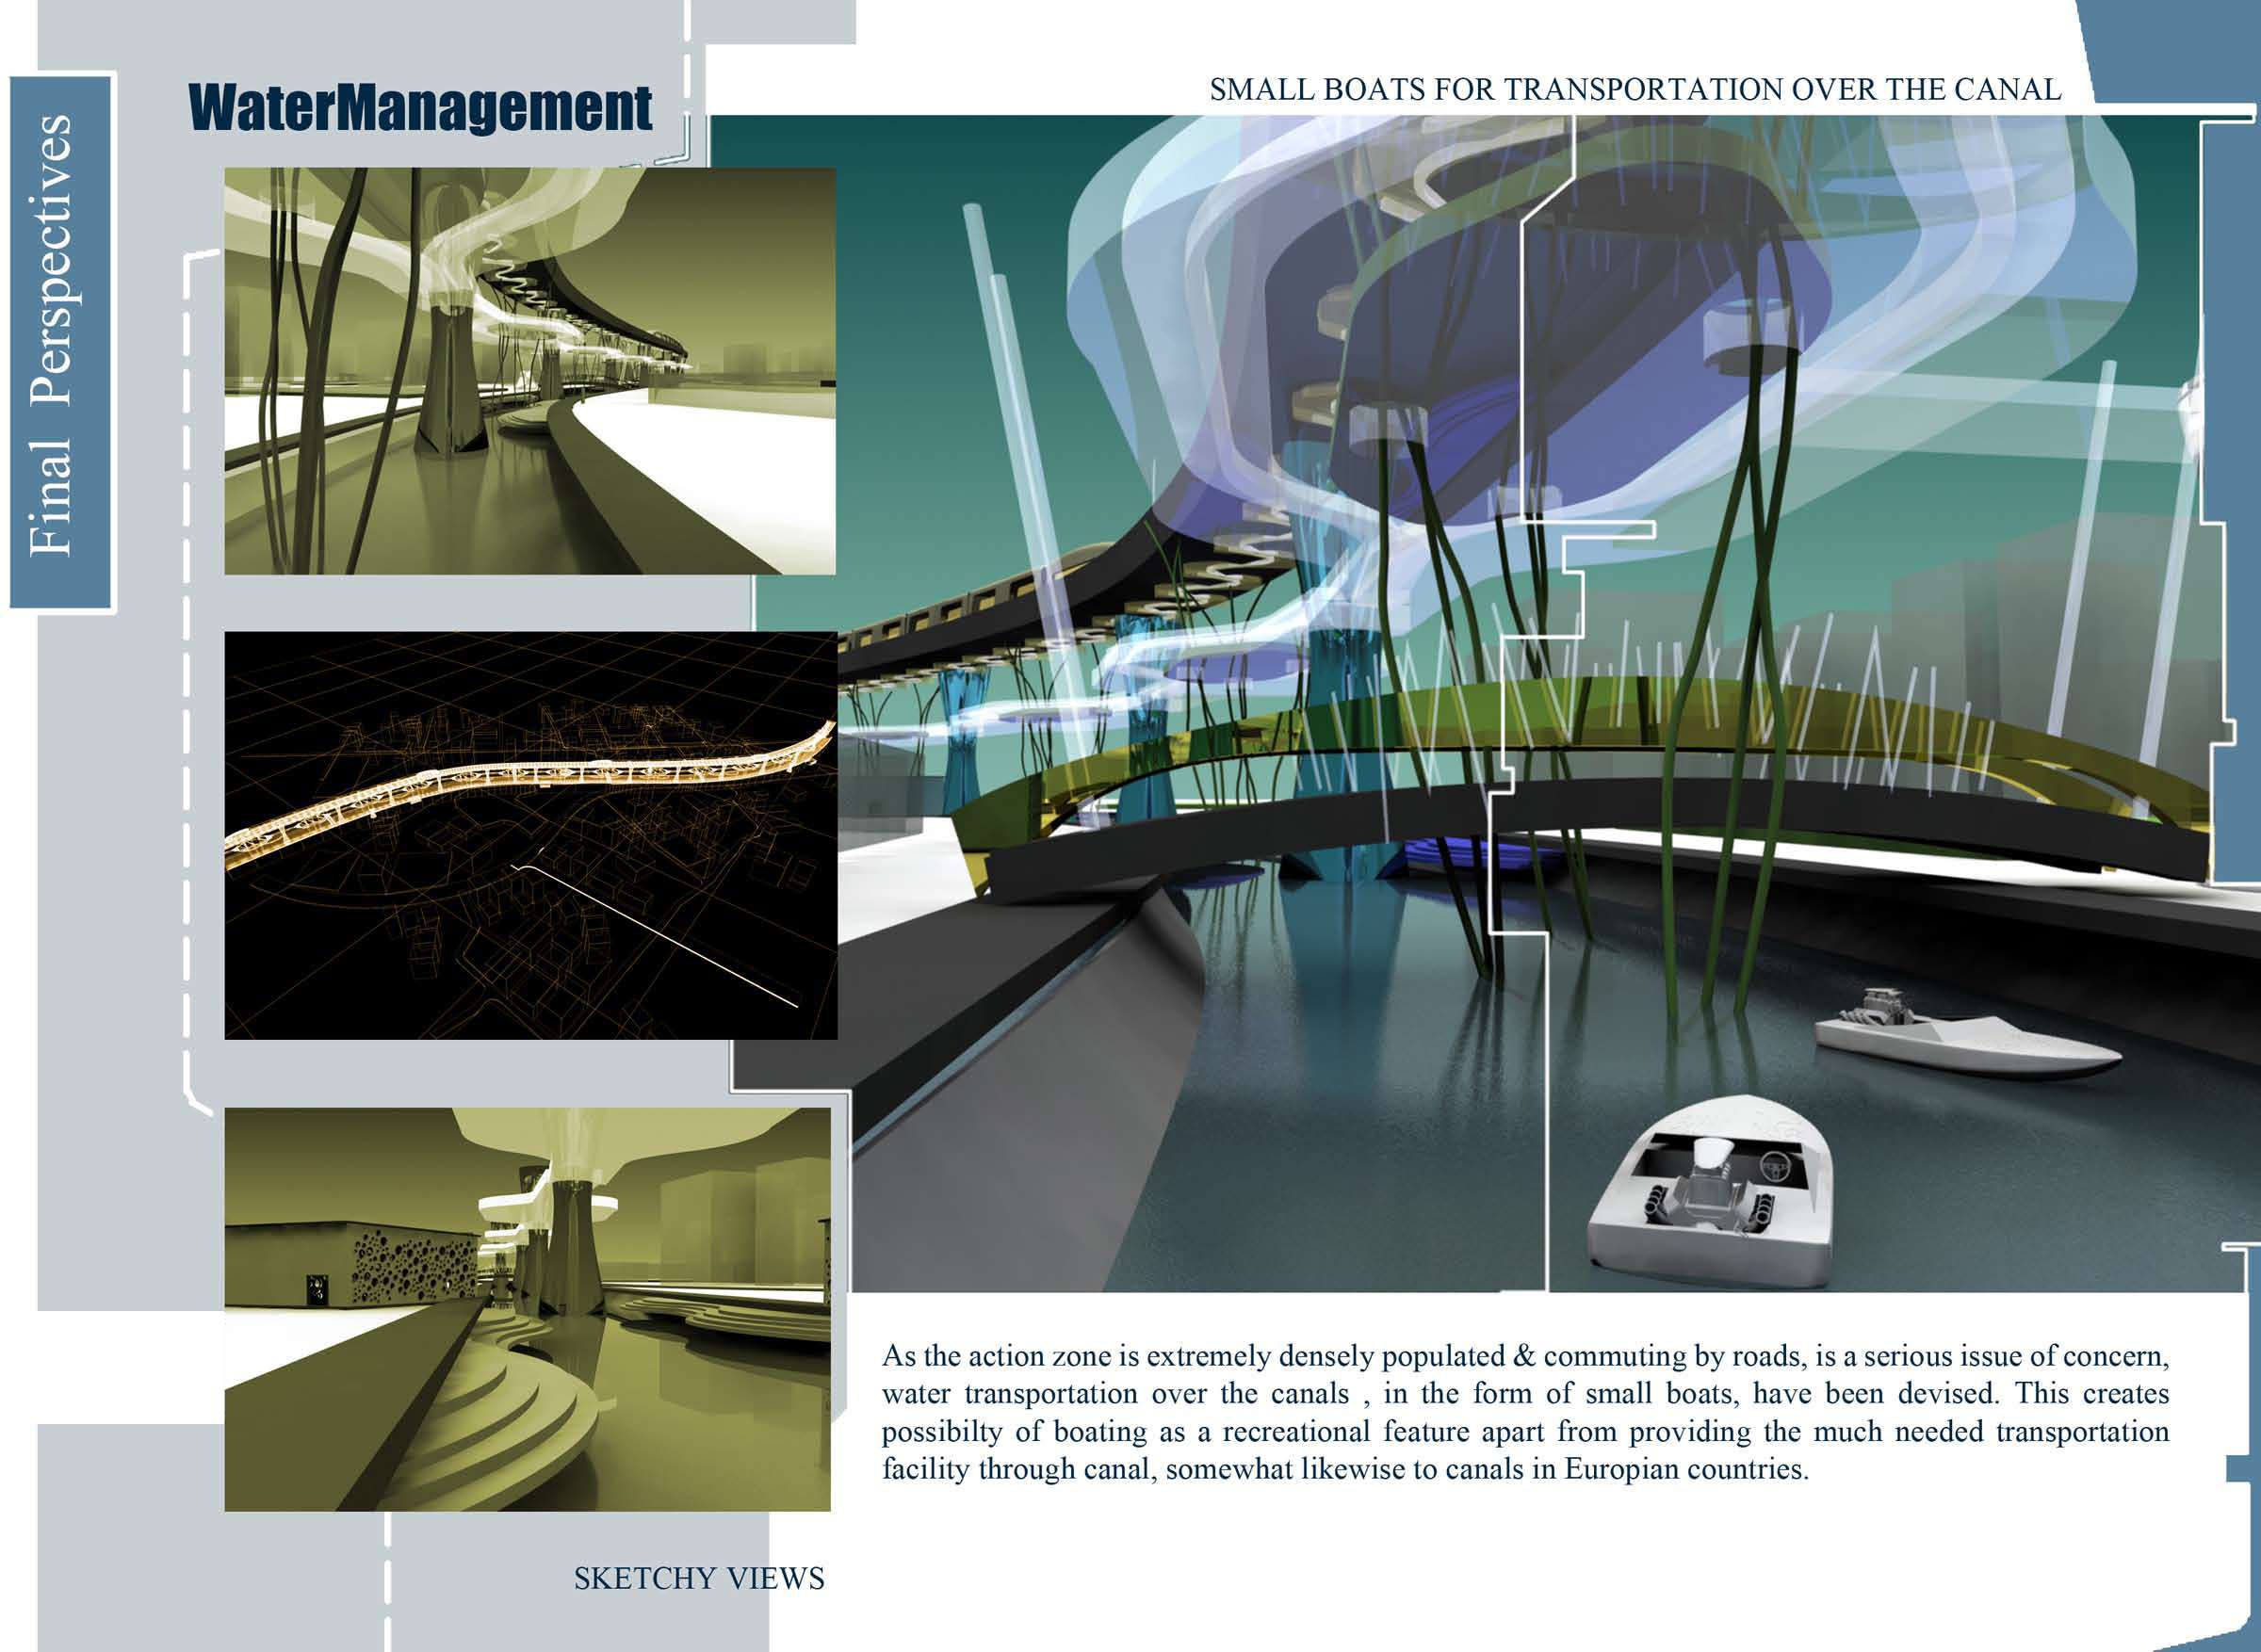 Final Perspectives
WaterManagement
SMALL BOATS FOR TRANSPORTATION OVER THE CANAL
As the action zone is extremely densely populated & commuting by roads, is a serious issue of concern,
water transportation over the canals , in the form of small boats, have been devised. This creates
possibilty of boating as a recreational feature apart from providing the much needed transportation
facility through canal, somewhat likewise to canals in Europian countries.
SKETCHY VIEWS